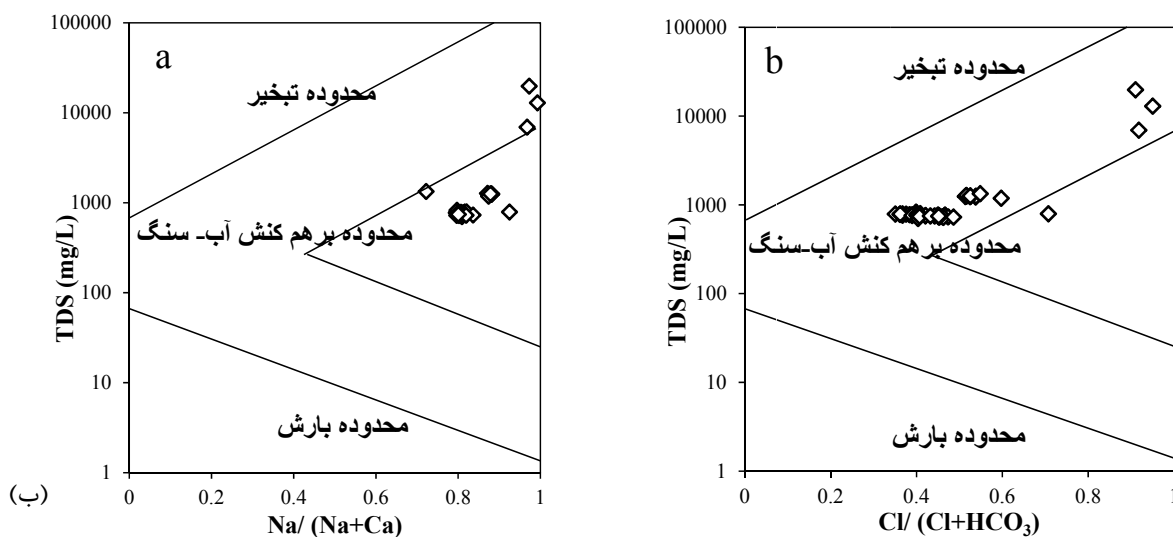 a
100000
10000
1000
100
10
1
TDS (mg/L)
محدوده تبخیر
محدوده برهم کنش آب- سنگ
محدوده بارش
0 0.2 0.4 0.6 0.8 1
Na/ (Na+Ca)
(ب)
b
100000
10000
1000
100
10
1
TDS (mg/L)
محدوده تبخیر
محدوده برهم کنش آب-سنگ
محدوده بارش
0 0.2 0.4 0.6 0.8 1
Cl/ (Cl+HCO₃)